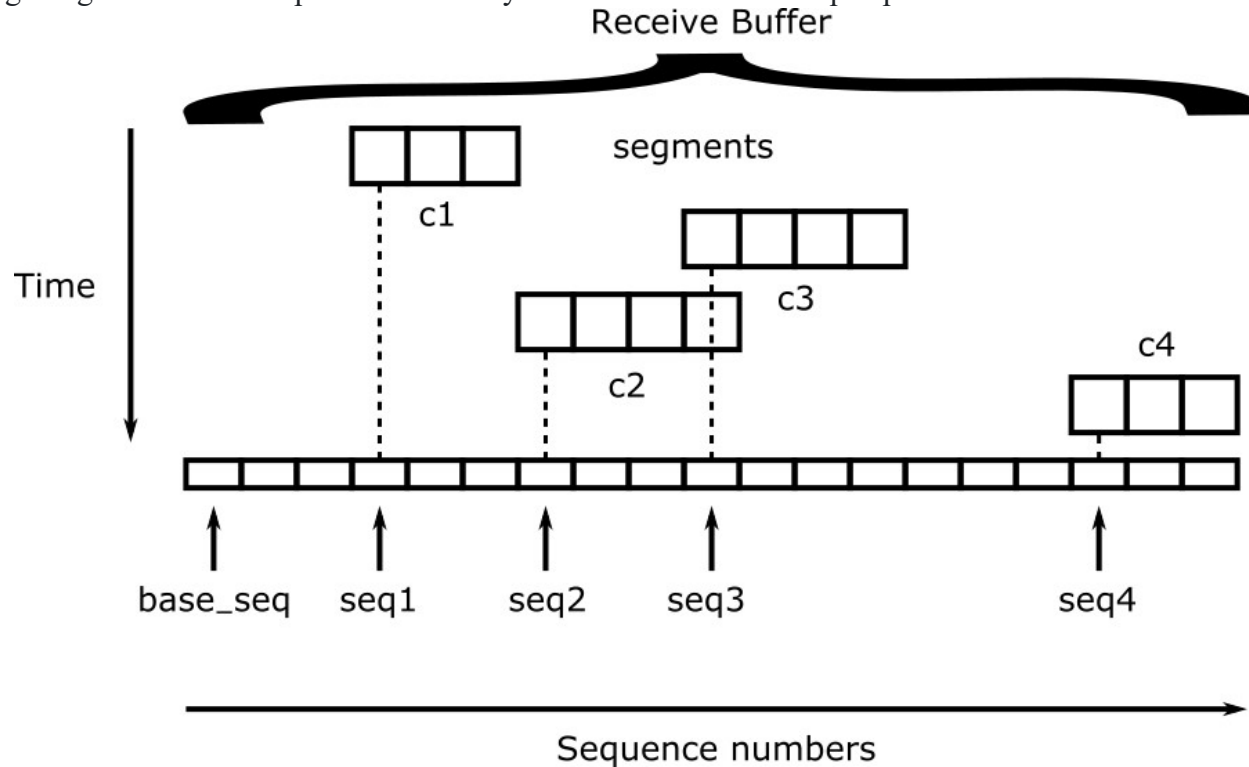 Receive Buffer
segments
c1
c3
Time
c4
c2
base_seq seq1 seq2 seq3 seq4
Sequence numbers